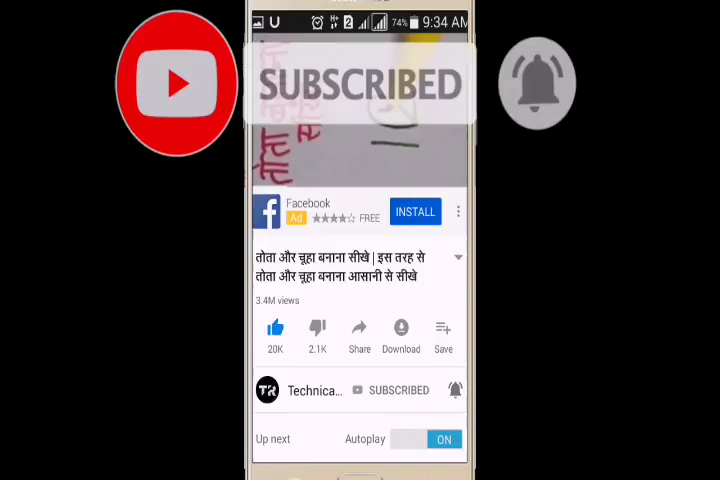 74% 9:34 AM
SUBSCRIBED
तोता
Facebook
Ad FREE
INSTALL
तोता और चूहा बनाना सीखे | इस तरह से
तोता और चूहा बनाना आसानी से सीखे
3.4M views
20K 2.1K Share Download Save
TR Technica... SUBSCRIBED
Up next Autoplay ON